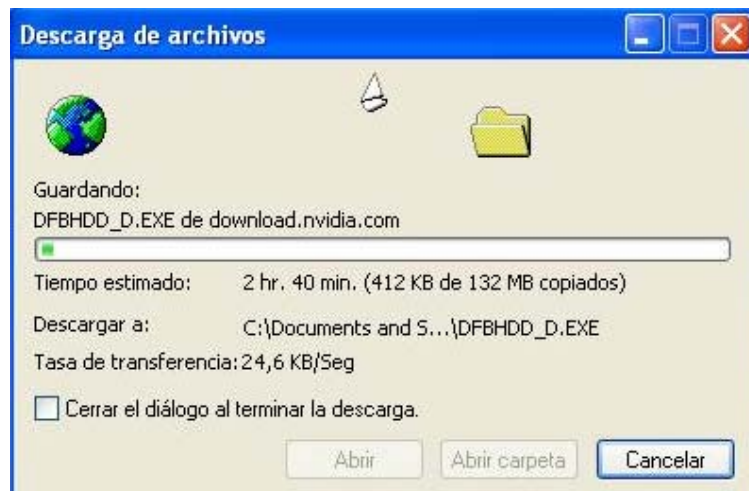 Descarga de archivos
Guardando:
DFBHDD_D.EXE de download.nvidia.com
Tiempo estimado: 2 hr. 40 min. (412 KB de 132 MB copiados)
Descargar a: C:\Documents and S...\DFBHDD_D.EXE
Tasa de transferencia: 24,6 KB/Seg
Cerrar el diálogo al terminar la descarga.
Abrir Abrir carpeta Cancelar